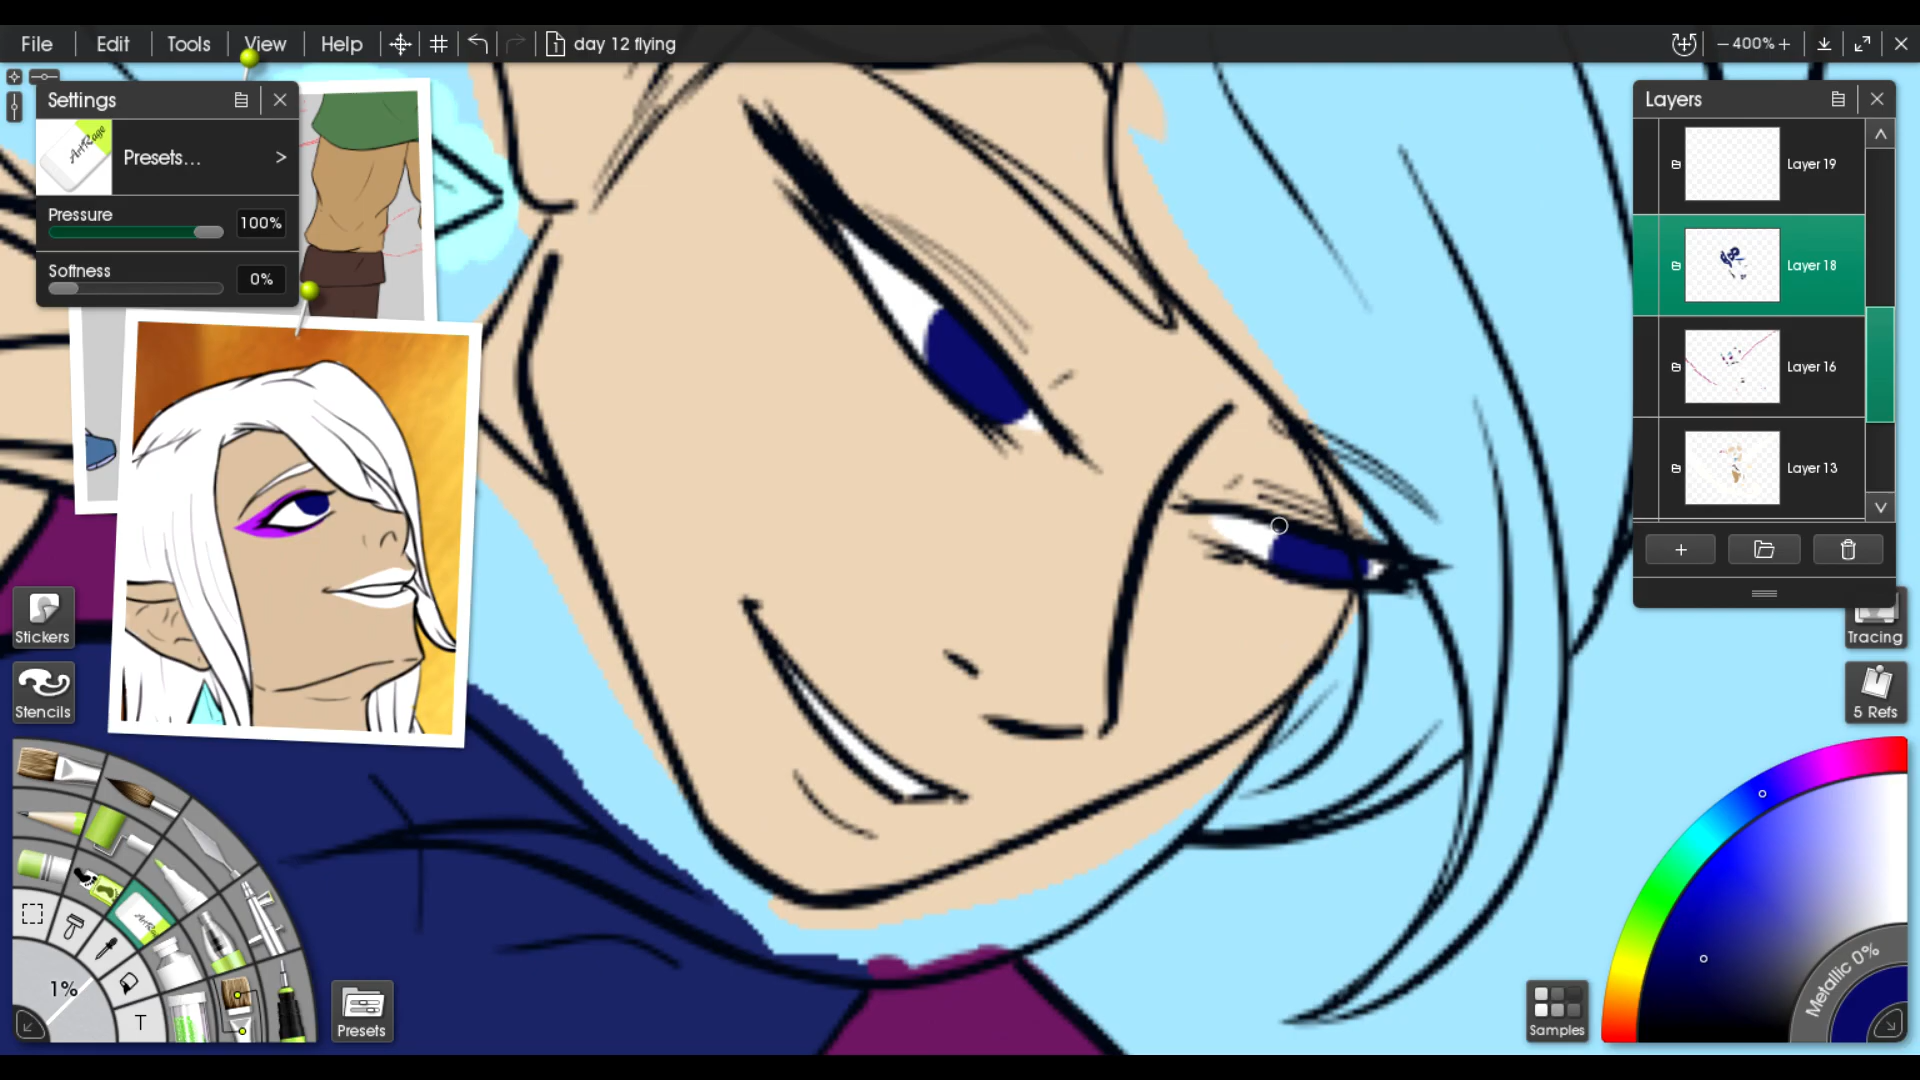 File
Edit
Tools
View
Help
day 12 flying
400%
Settings
ArtRage
Presets...
Pressure
100%
Softness
0%
Layers
Layer 19
Layer 18
Layer 16
Layer 13
Stickers
Stencils
Tracing
5 Refs
1%
T
Presets
Samples
Metallic 0%